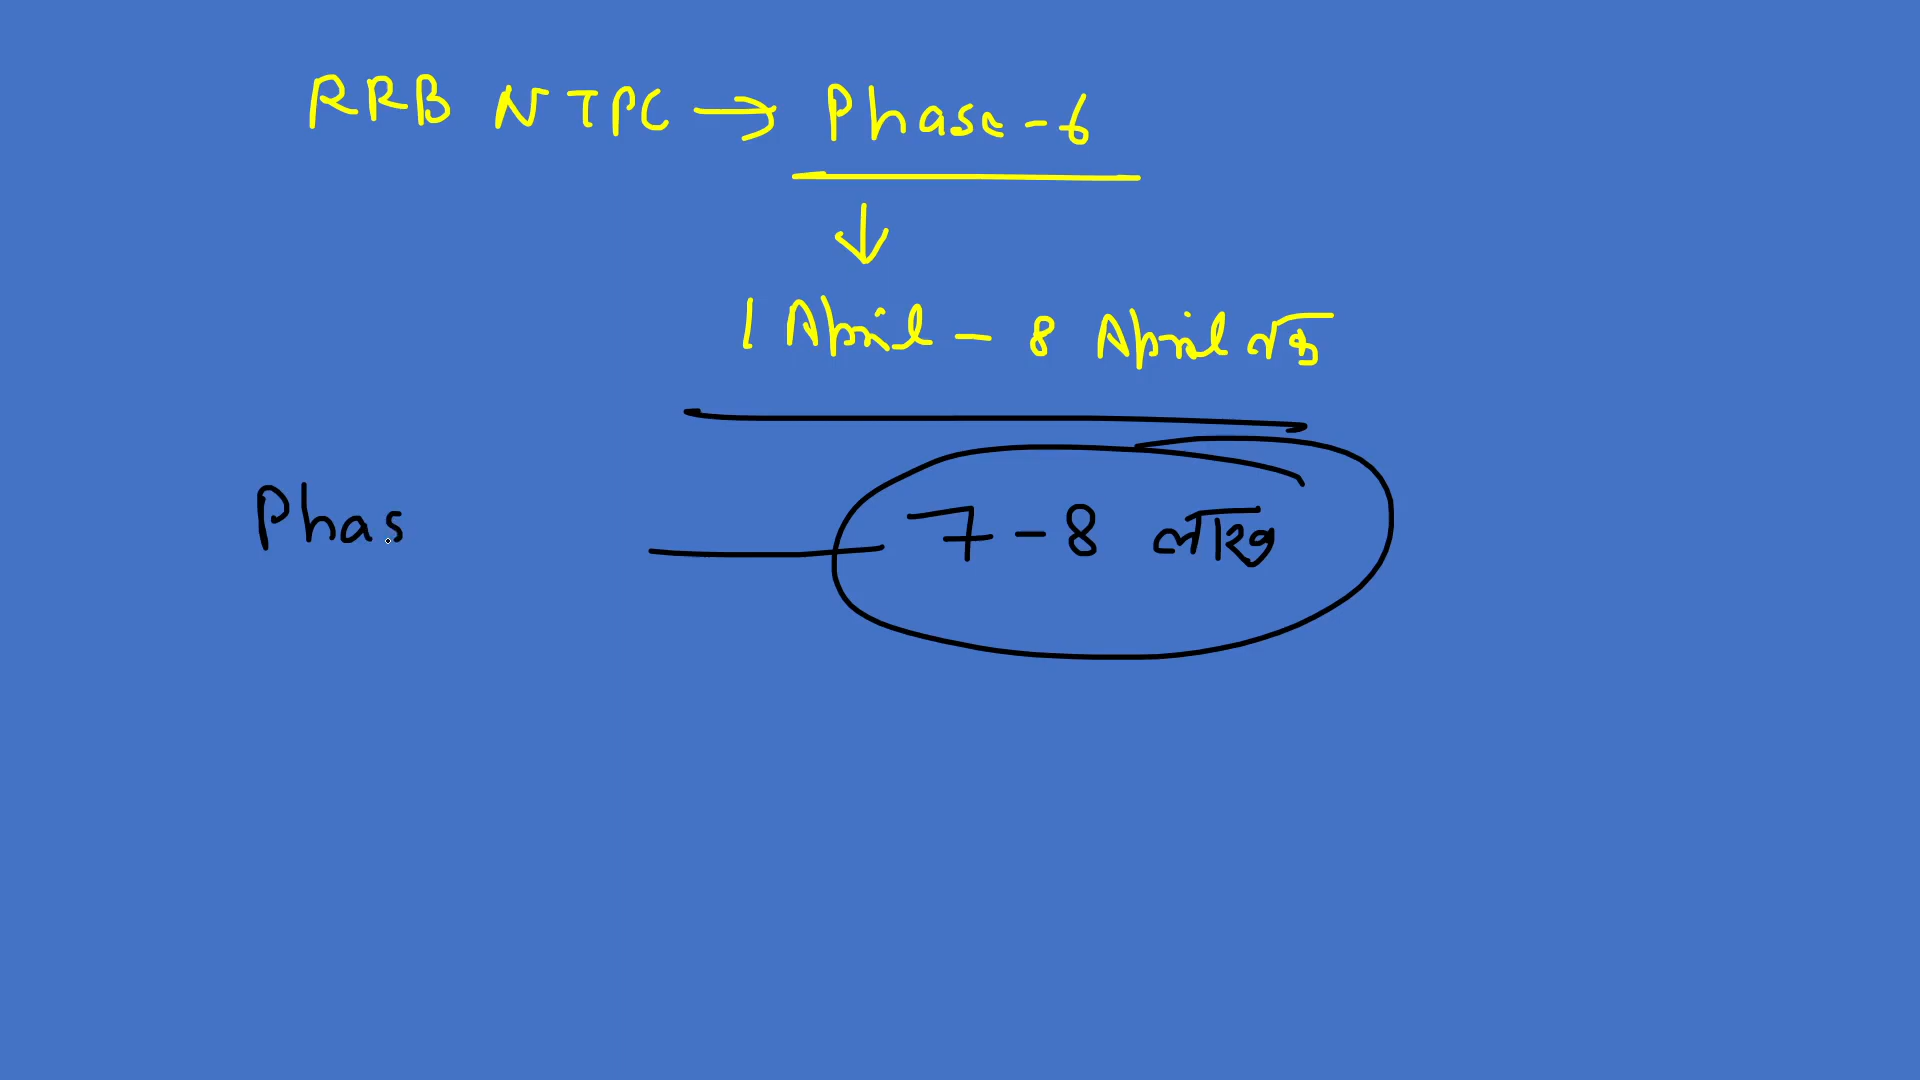 RRB NTPC → Phase-6
↓
1 April - 8 April तक
Phas 7-8 लाख